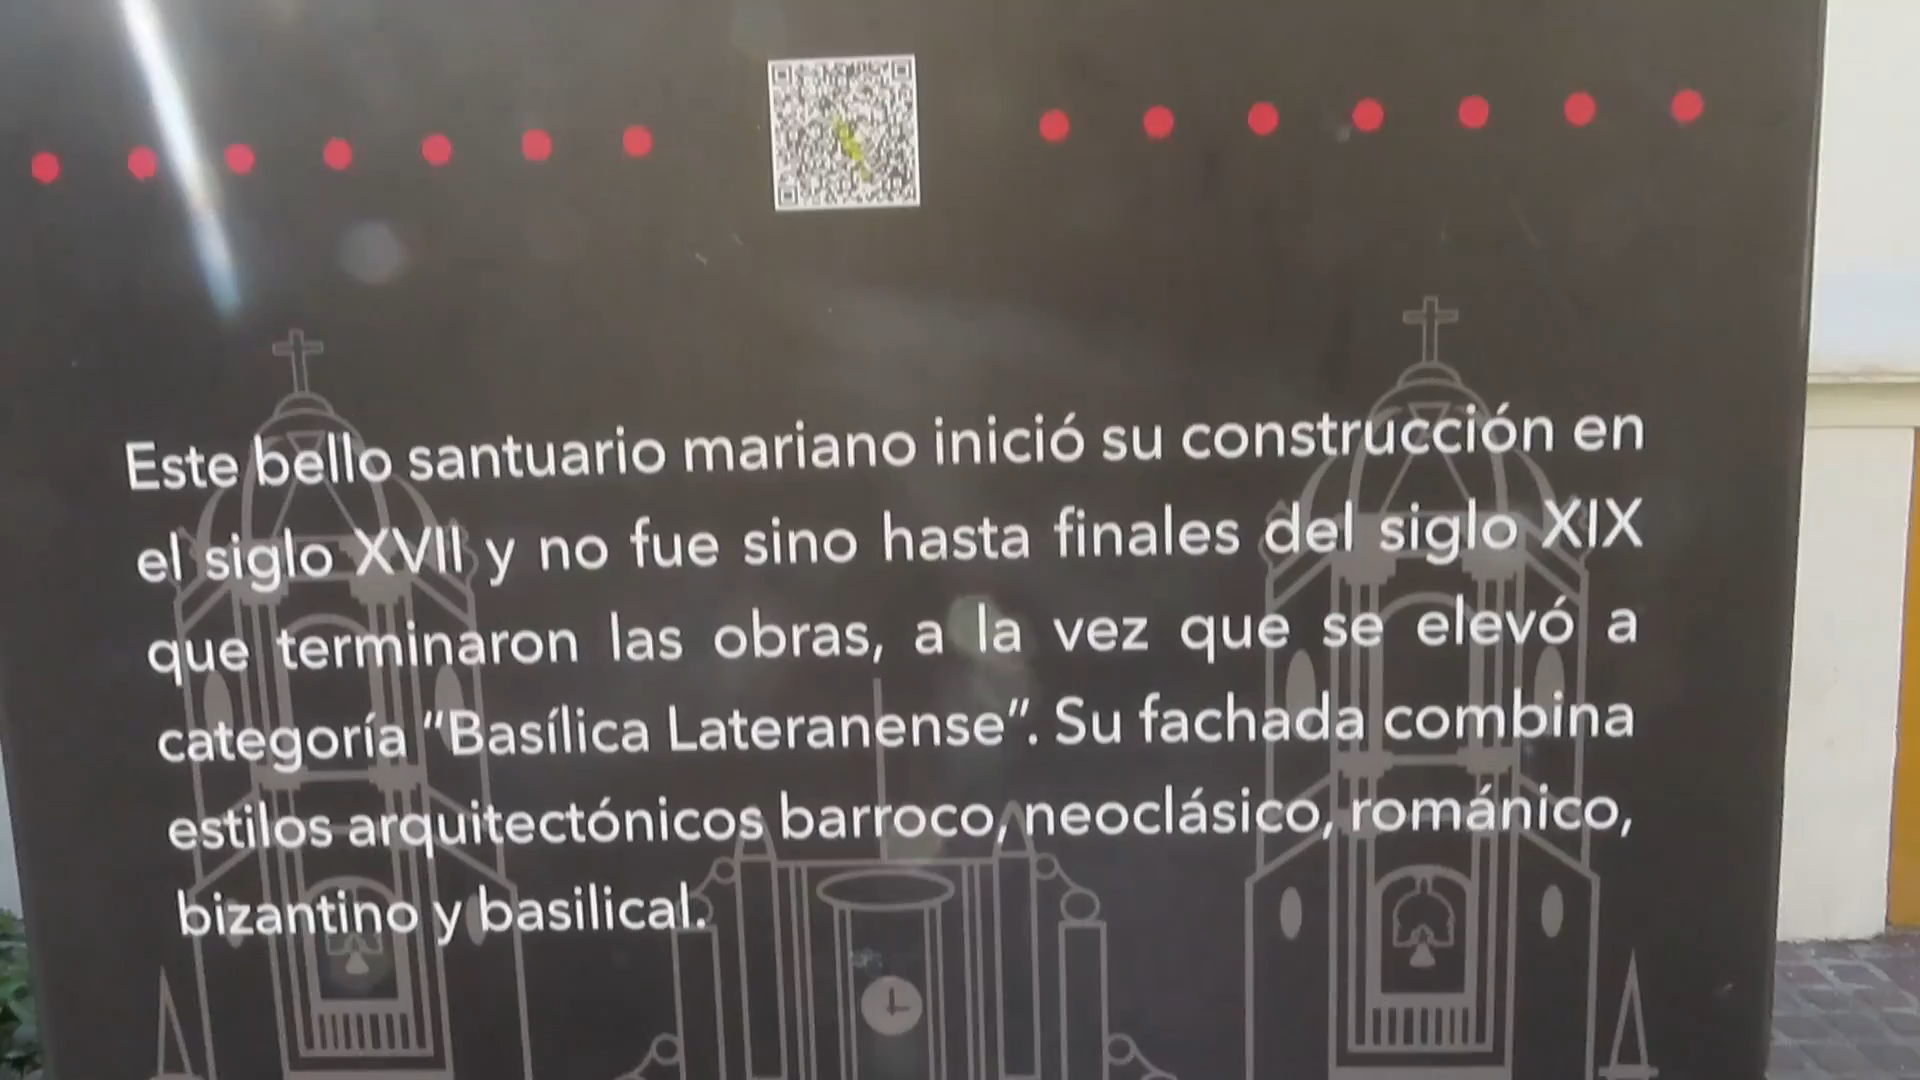 Este bello santuario mariano inició su construcción en
el siglo XVII y no fue sino hasta finales del siglo XIX
que terminaron las obras, a la vez que se elevó a
categoría “Basílica Lateranense”. Su fachada combina
estilos arquitectónicos barroco, neoclásico, románico,
bizantino y basilical.